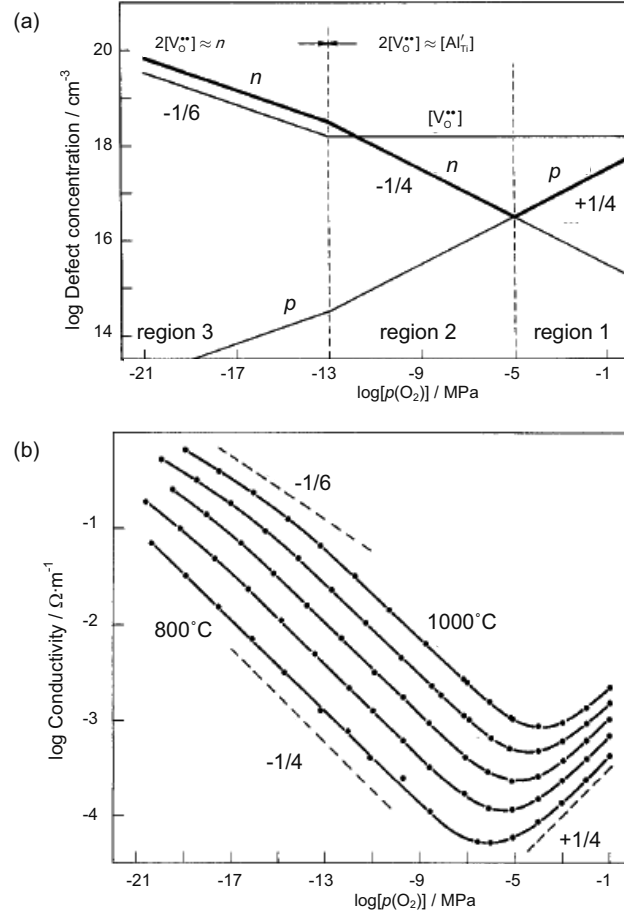 (a)
2[V_O^••] ≈ n
2[V_O^••] ≈ [Al′_Ti]
20
18
16
14
log Defect concentration / cm⁻³
n
-1/6
[V_O^••]
n
-1/4
p
+1/4
p
region 3
region 2
region 1
-21
-17
-13
-9
-5
-1
log[p(O₂)] / MPa
(b)
-1
-2
-3
-4
log Conductivity / Ω·m⁻¹
-1/6
1000˚C
800˚C
-1/4
+1/4
-21
-17
-13
-9
-5
-1
log[p(O₂)] / MPa